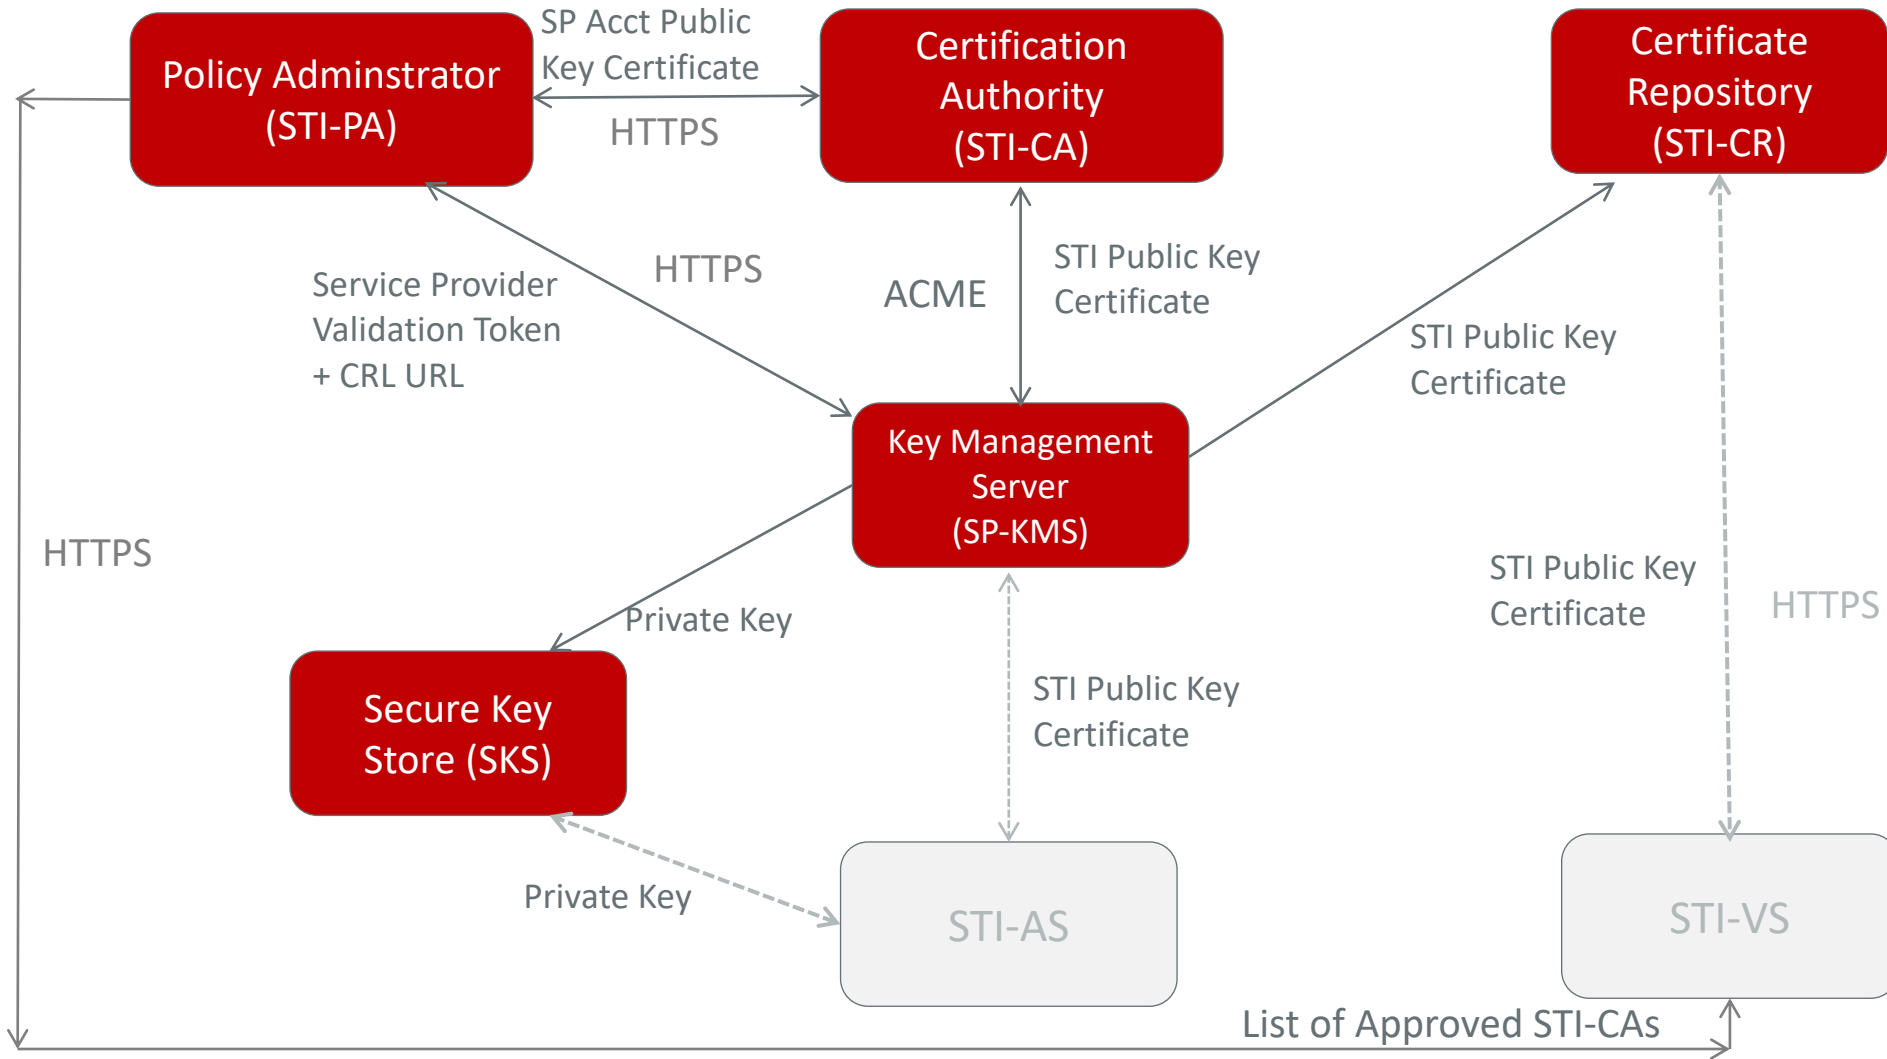 SP Acct Public
Key Certificate
HTTPS
Policy Adminstrator
(STI-PA)
Certification
Authority
(STI-CA)
Certificate
Repository
(STI-CR)
HTTPS
Service Provider
Validation Token
+ CRL URL
ACME
STI Public Key
Certificate
STI Public Key
Certificate
Key Management
Server
(SP-KMS)
HTTPS
Private Key
STI Public Key
Certificate
HTTPS
Secure Key
Store (SKS)
STI Public Key
Certificate
Private Key
STI-AS
STI-VS
List of Approved STI-CAs